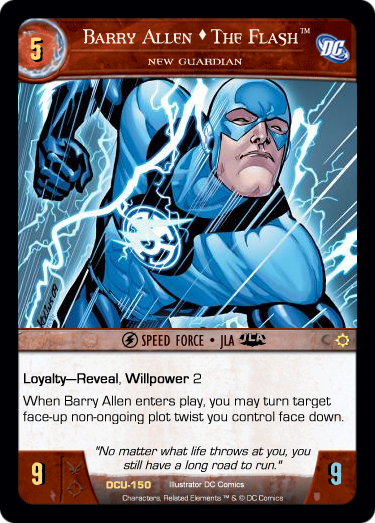 5
BARRY ALLEN ♦ THE FLASH™
DC
NEW GUARDIAN
SPEED FORCE • JLA JLA
Loyalty—Reveal, Willpower 2
When Barry Allen enters play, you may turn target
face-up non-ongoing plot twist you control face down.
"No matter what life throws at you, you
still have a long road to run."
9
9
DCU-150 Illustrator DC Comics
Characters, Related Elements ™ & © DC Comics